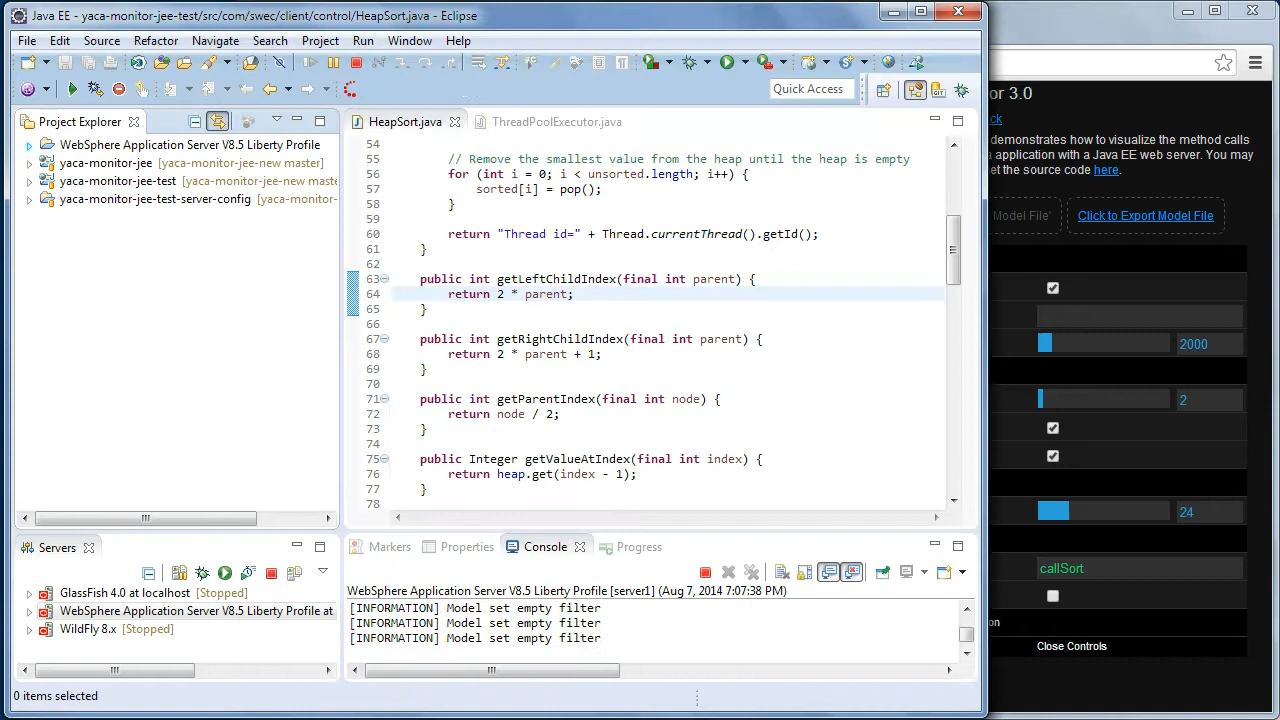 Java EE - yaca-monitor-jee-test/src/com/swec/client/control/HeapSort.java - Eclipse
File Edit Source Refactor Navigate Search Project Run Window Help
Quick Access
Project Explorer
WebSphere Application Server V8.5 Liberty Profile
yaca-monitor-jee [yaca-monitor-jee-new master]
yaca-monitor-jee-test [yaca-monitor-jee-new maste
yaca-monitor-jee-test-server-config [yaca-monitor-
HeapSort.java ThreadPoolExecutor.java
54
55 // Remove the smallest value from the heap until the heap is empty
56 for (int i = 0; i < unsorted.length; i++) {
57 sorted[i] = pop();
58 }
59
60 return "Thread id=" + Thread.currentThread().getId();
61 }
62
63 public int getLeftChildIndex(final int parent) {
64 return 2 * parent;
65 }
66
67 public int getRightChildIndex(final int parent) {
68 return 2 * parent + 1;
69 }
70
71 public int getParentIndex(final int node) {
72 return node / 2;
73 }
74
75 public Integer getValueAtIndex(final int index) {
76 return heap.get(index - 1);
77 }
78
Servers
GlassFish 4.0 at localhost [Stopped]
WebSphere Application Server V8.5 Liberty Profile at
WildFly 8.x [Stopped]
Markers Properties Console Progress
WebSphere Application Server V8.5 Liberty Profile [server1] (Aug 7, 2014 7:07:38 PM)
[INFORMATION] Model set empty filter
[INFORMATION] Model set empty filter
[INFORMATION] Model set empty filter
0 items selected
or 3.0
ck
demonstrates how to visualize the method calls
a application with a Java EE web server. You may
et the source code here.
Model File' Click to Export Model File
2000
2
24
callSort
on
Close Controls